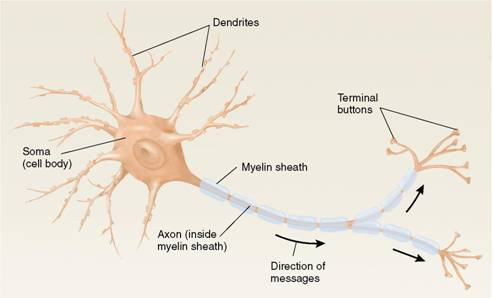 Dendrites
Terminal
buttons
Soma
(cell body)
Myelin sheath
Axon (inside
myelin sheath)
Direction of
messages